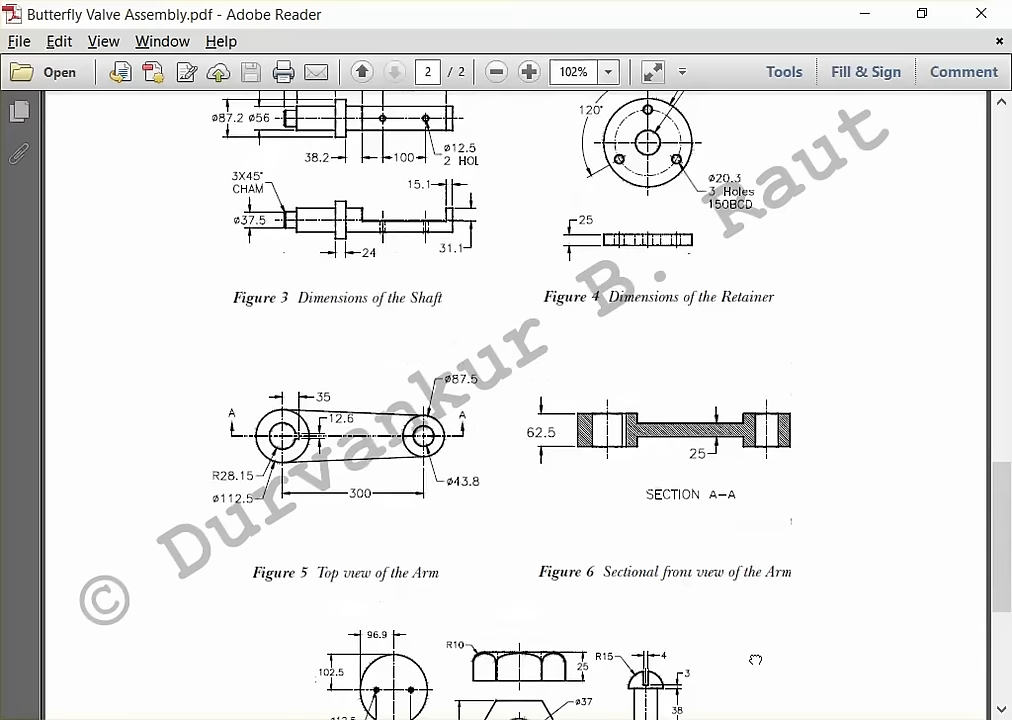 Butterfly Valve Assembly.pdf - Adobe Reader
File Edit View Window Help
Open 2 / 2 102% Tools Fill & Sign Comment
ø87.2 ø56
38.2 100
ø12.5
2 HOL
3X45°
CHAM
15.1
ø37.5
24
31.1
120°
ø20.3
3 Holes
150BCD
25
Figure 3 Dimensions of the Shaft
Figure 4 Dimensions of the Retainer
ø87.5
35
A
12.6
A
R28.15
ø112.5
300
ø43.8
62.5
25
SECTION A-A
Figure 5 Top view of the Arm
Figure 6 Sectional front view of the Arm
96.9
102.5
R10
25
ø37
R15
4
3
38
© Durvankur B. Raut